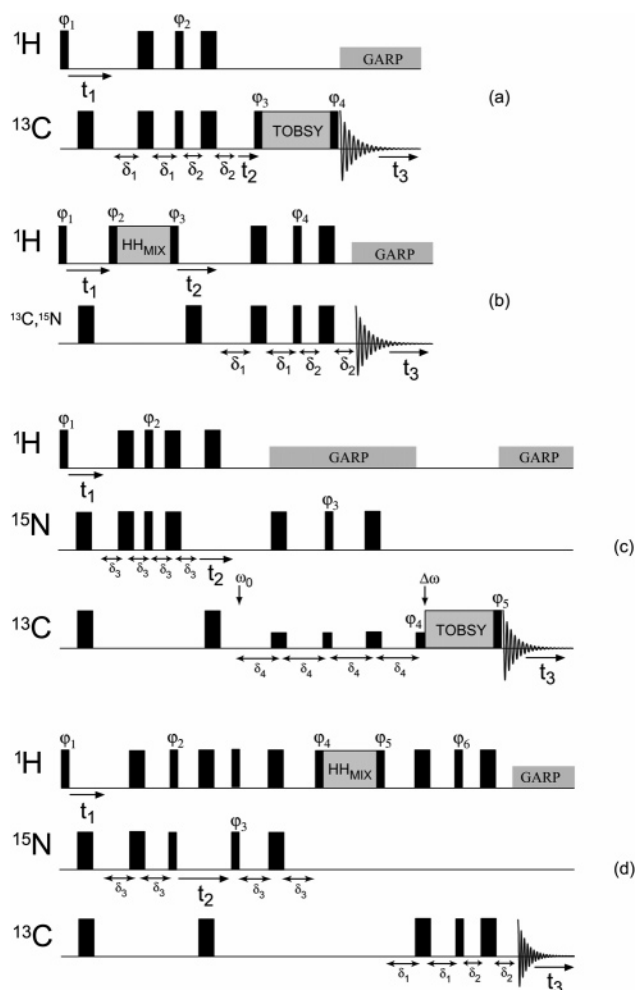 φ1 φ2
1H GARP
t1 (a)
φ3 φ4
13C TOBSY
δ1 δ1 δ2 δ2 t2 t3
φ1 φ2 φ3 φ4
1H HHMIX GARP
t1 t2 (b)
13C,15N
δ1 δ1 δ2 δ2 t3
φ1 φ2
1H GARP GARP
t1
φ3
15N (c)
δ3 δ3 δ3 δ3 t2
ω0 Δω
13C φ4 TOBSY φ5
δ4 δ4 δ4 δ4 t3
φ1 φ2 φ4 φ5 φ6
1H HHMIX GARP
t1
15N φ3
δ3 δ3 t2 δ3 δ3 (d)
13C
δ1 δ1 δ2 δ2 t3